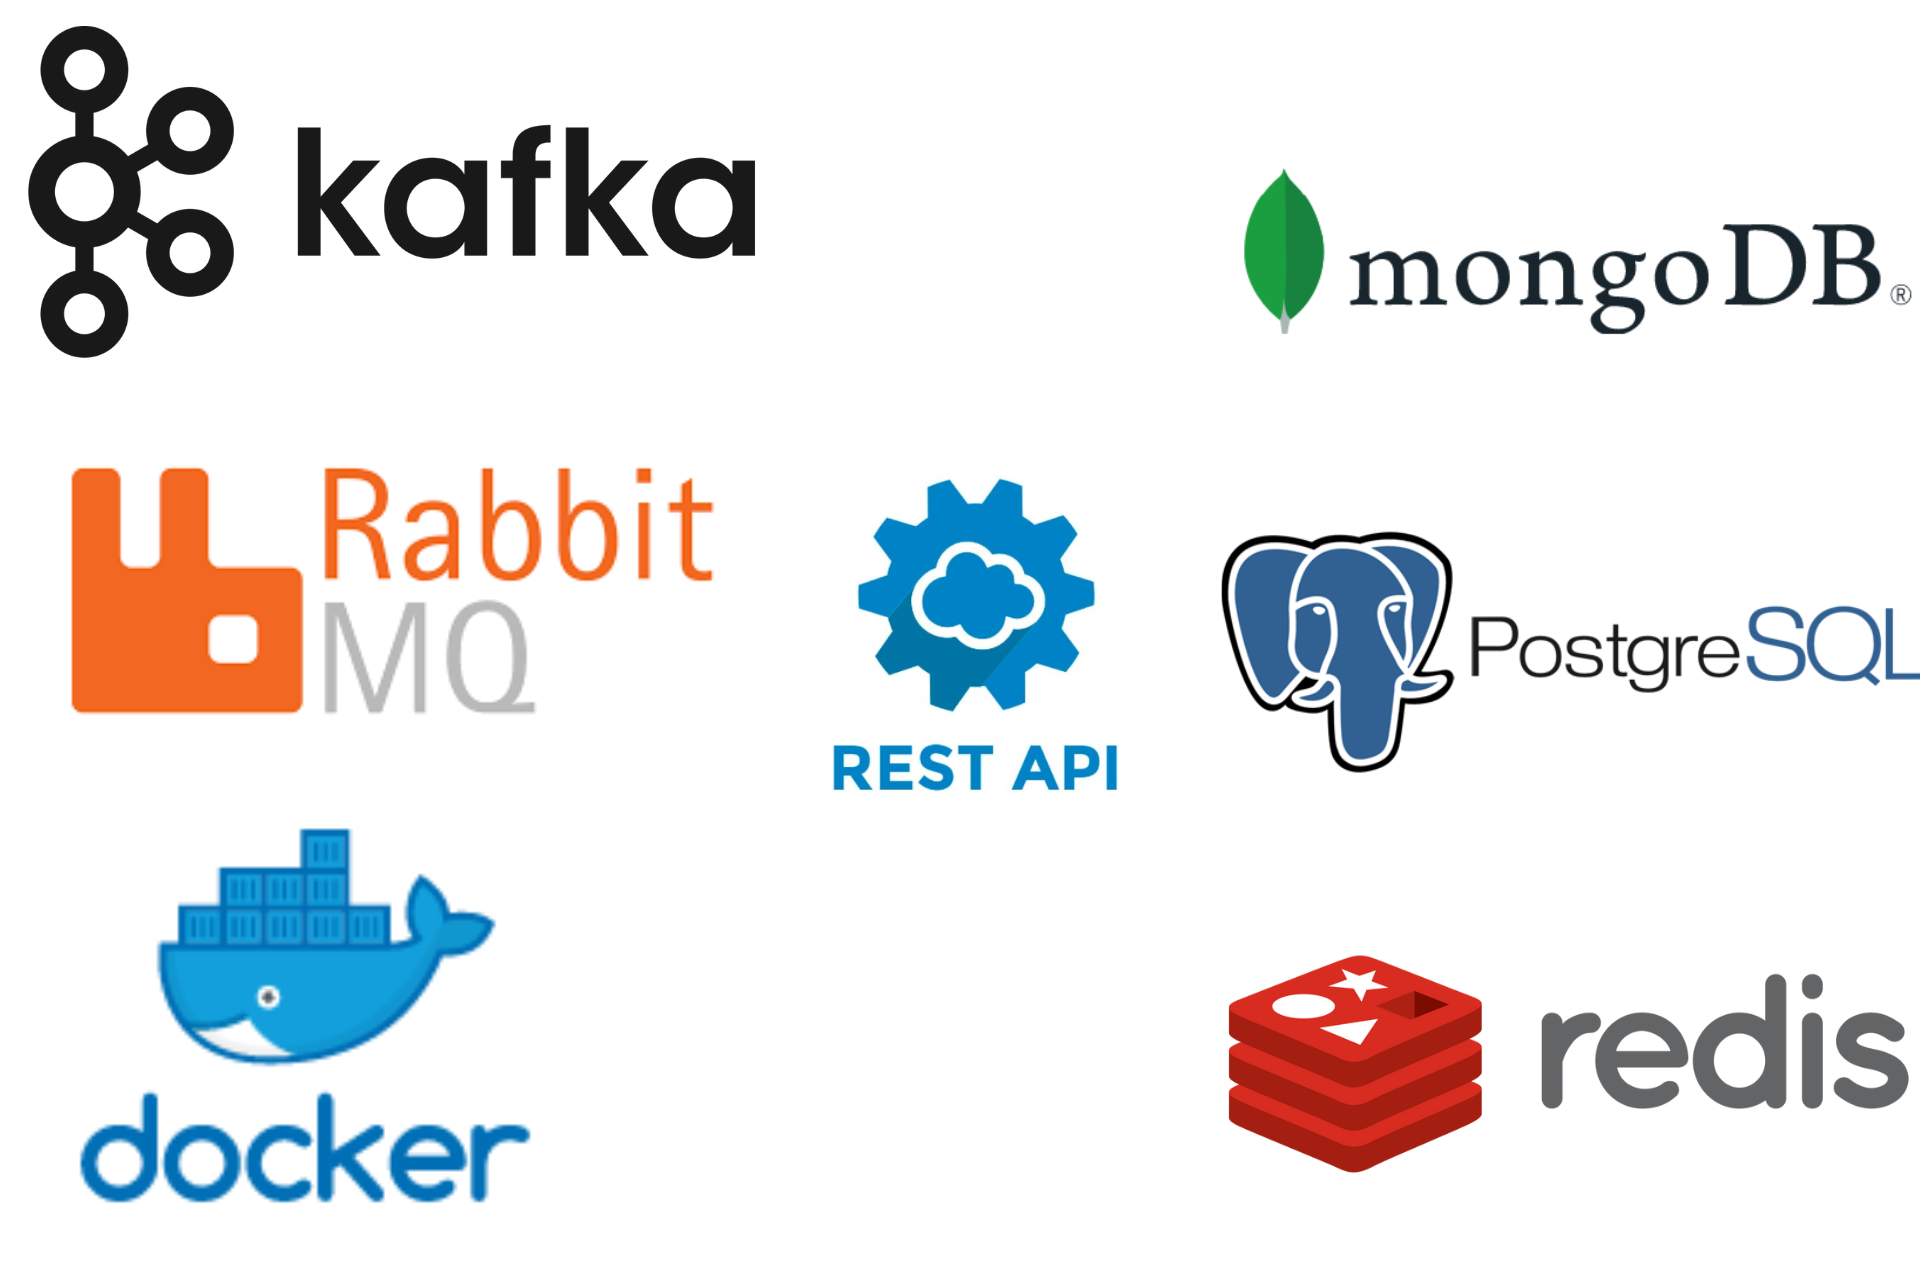 kafka
mongoDB®
Rabbit
MQ
REST API
PostgreSQL
docker
redis